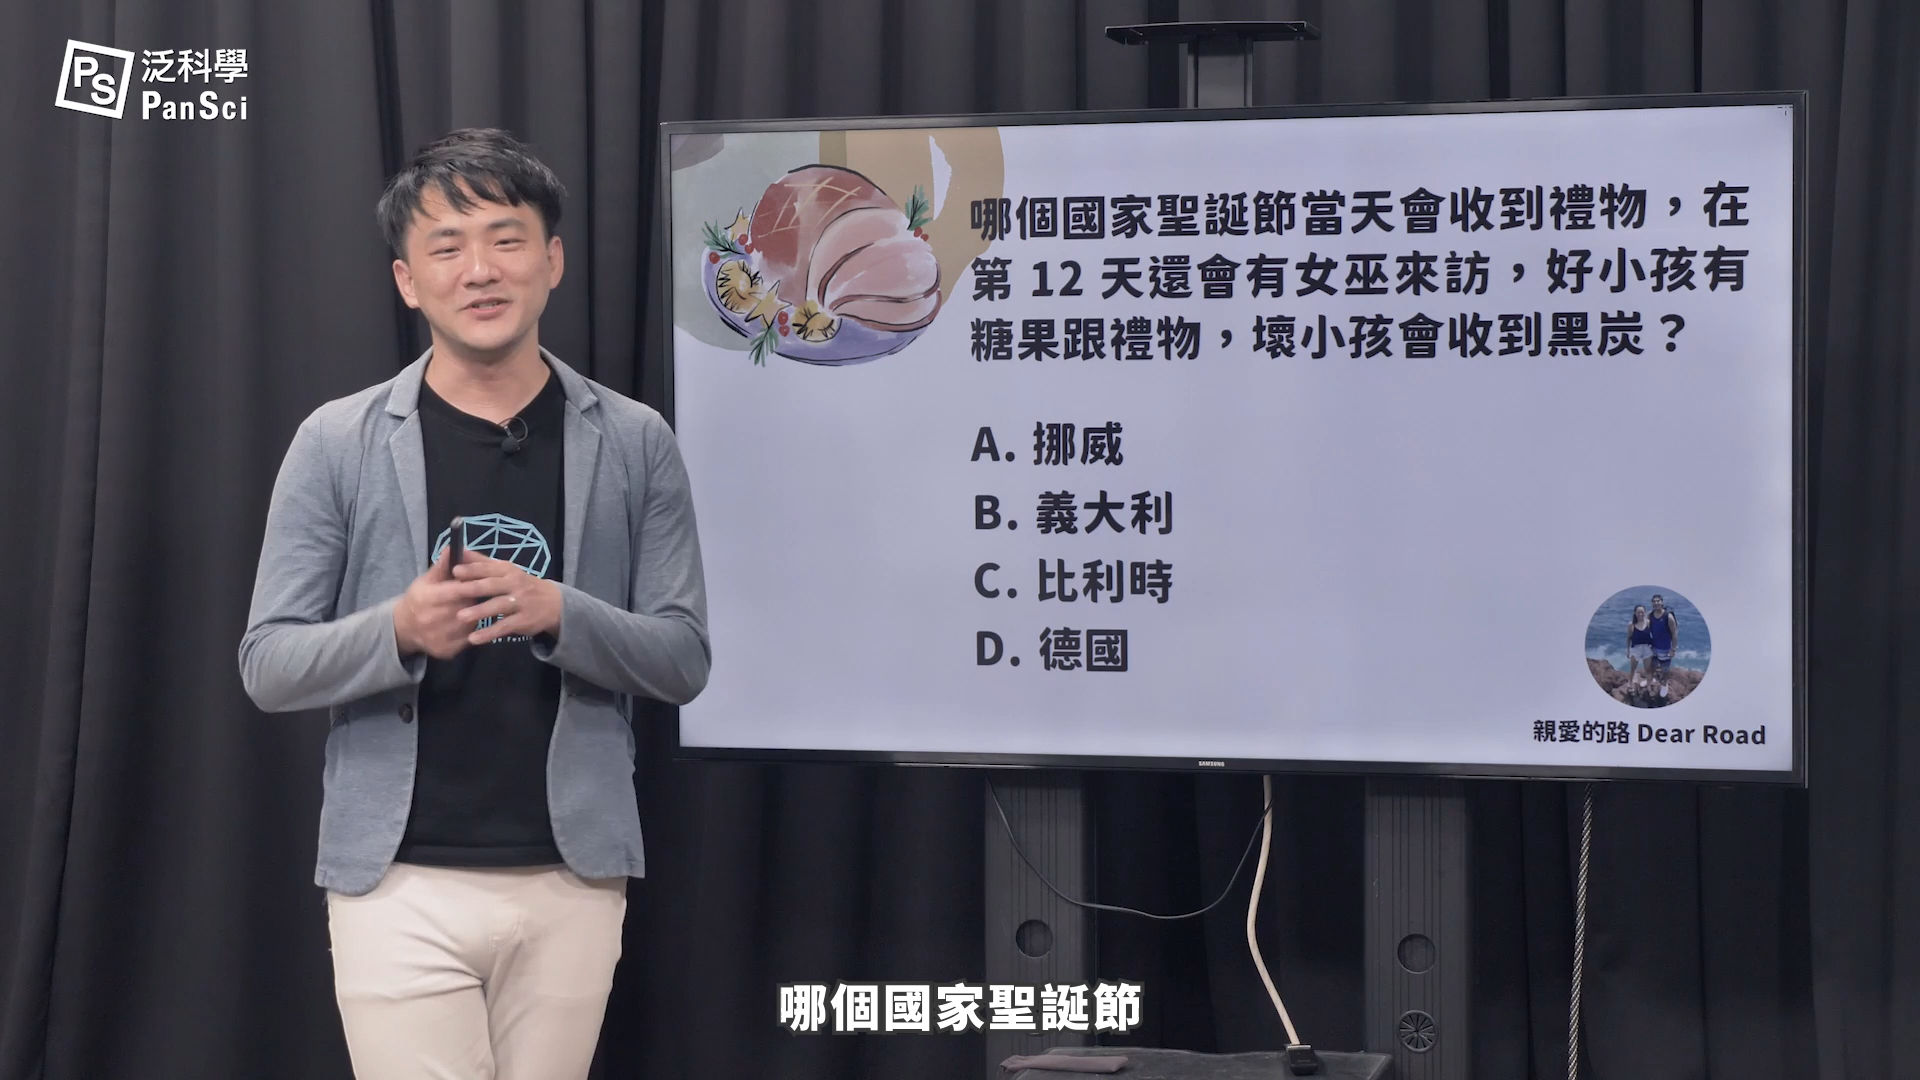 PS
泛科學
PanSci
哪個國家聖誕節當天會收到禮物，在
第 12 天還會有女巫來訪，好小孩有
糖果跟禮物，壞小孩會收到黑炭？
A. 挪威
B. 義大利
C. 比利時
D. 德國
親愛的路 Dear Road
SAMSUNG
哪個國家聖誕節